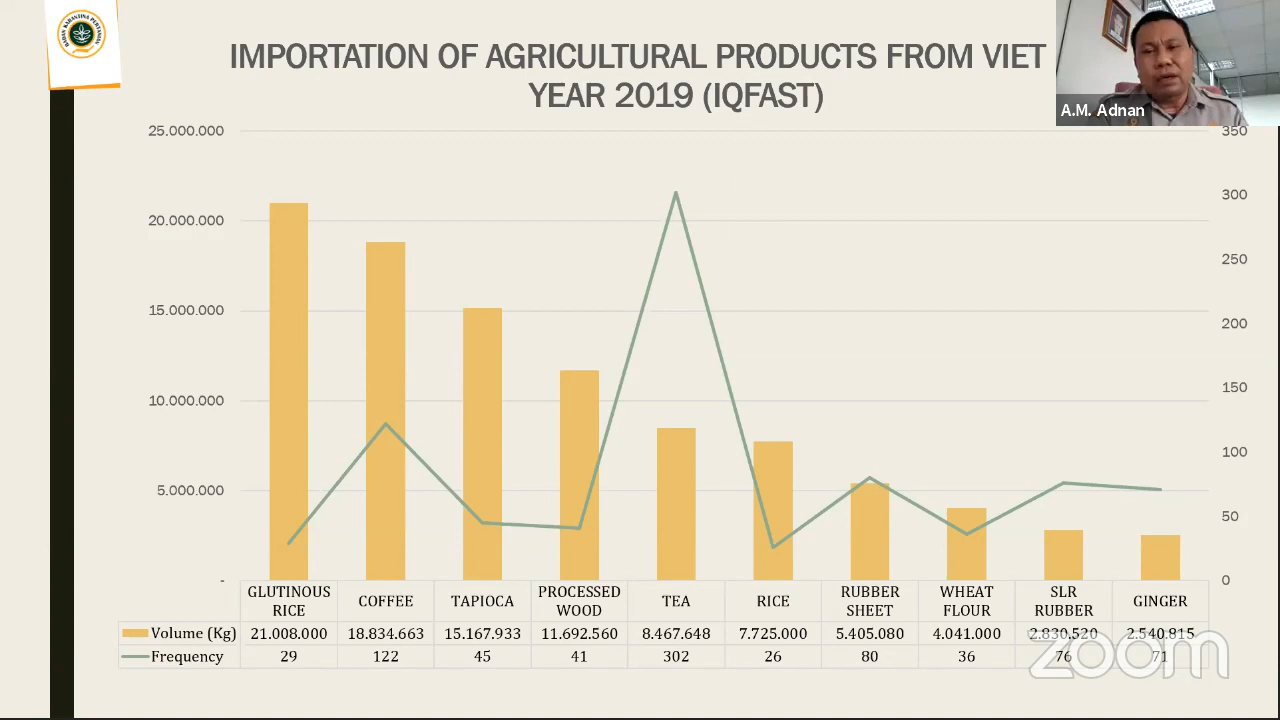 BADAN KARANTINA PERTANIAN
IMPORTATION OF AGRICULTURAL PRODUCTS FROM VIET
YEAR 2019 (IQFAST)
A.M. Adnan
25.000.000
20.000.000
15.000.000
10.000.000
5.000.000
-
350
300
250
200
150
100
50
0
GLUTINOUS RICE COFFEE TAPIOCA PROCESSED WOOD TEA RICE RUBBER SHEET WHEAT FLOUR SLR RUBBER GINGER
Volume (Kg) 21.008.000 18.834.663 15.167.933 11.692.560 8.467.648 7.725.000 5.405.080 4.041.000 2.830.520 2.540.815
Frequency 29 122 45 41 302 26 80 36 76 71
zoom